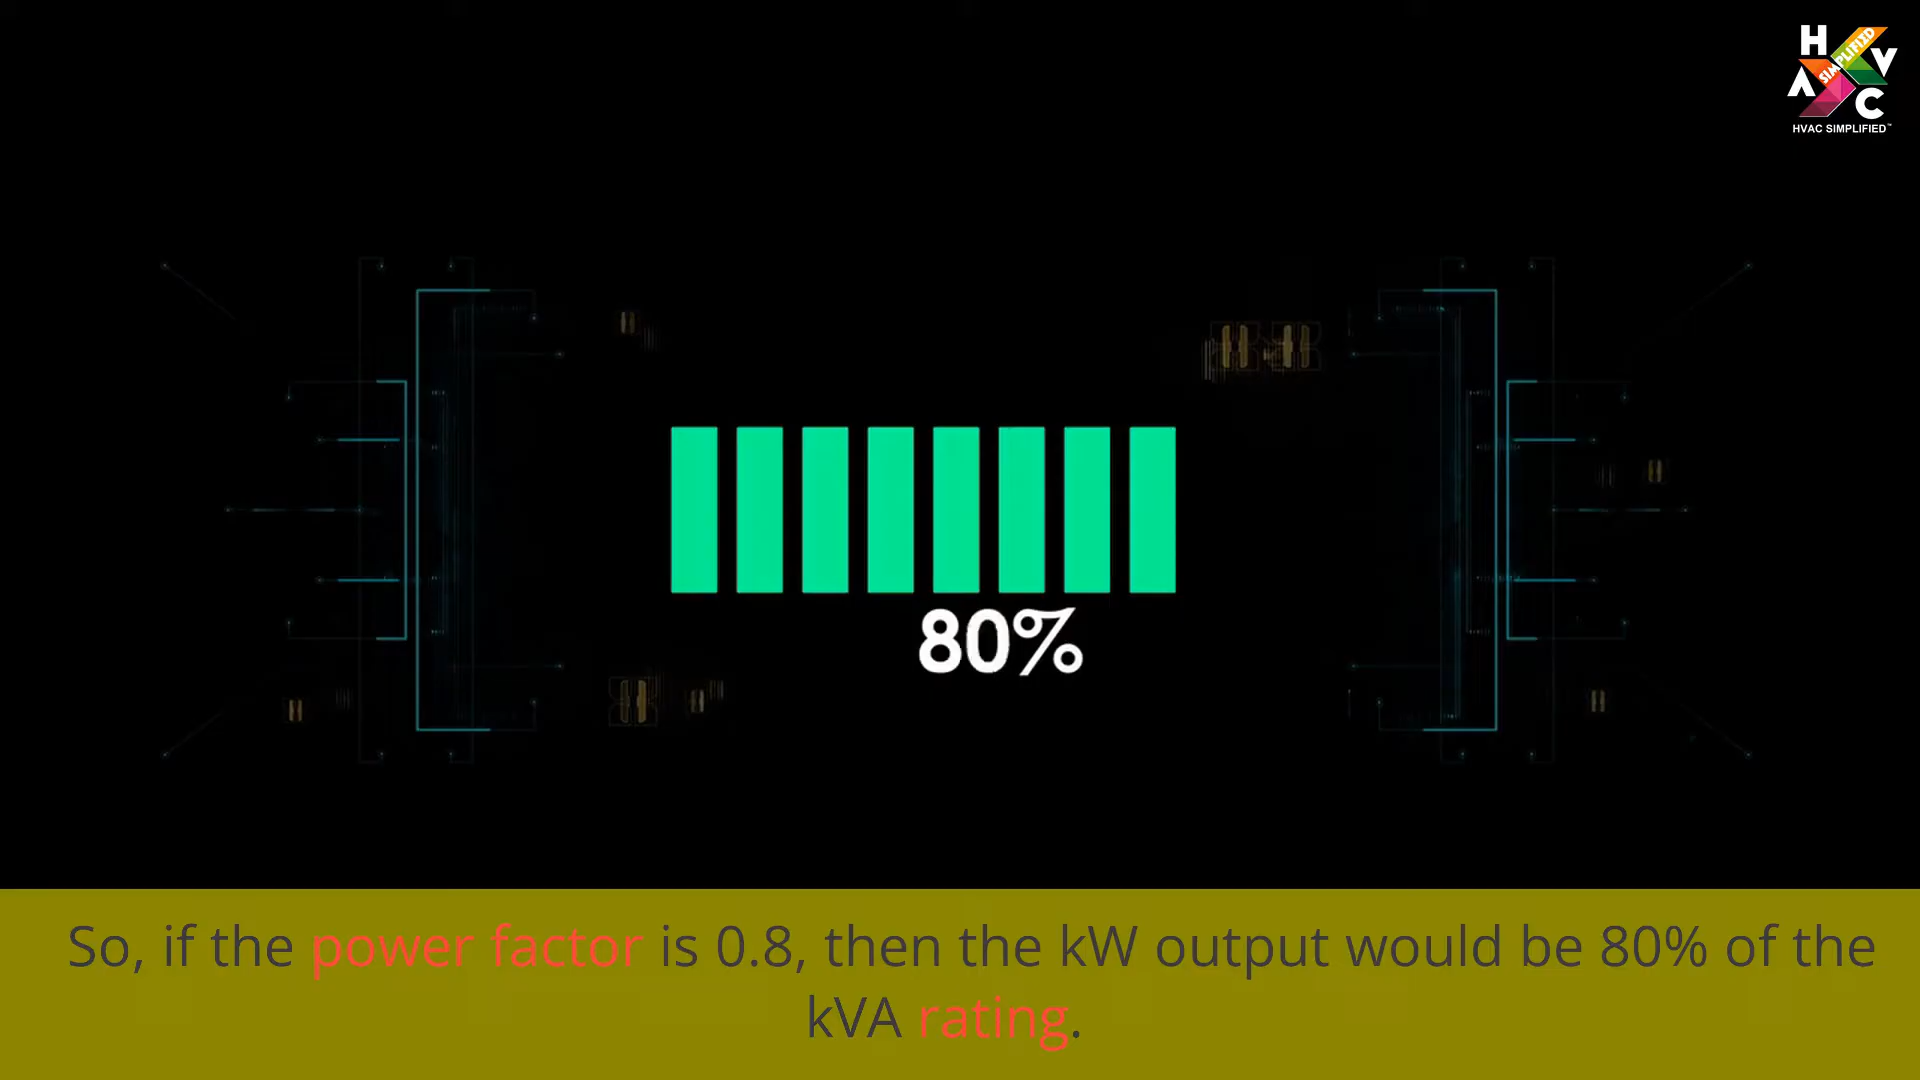 H
SIMPLIFIED
V
A
C
HVAC SIMPLIFIED™
80%
So, if the power factor is 0.8, then the kW output would be 80% of the
kVA rating.